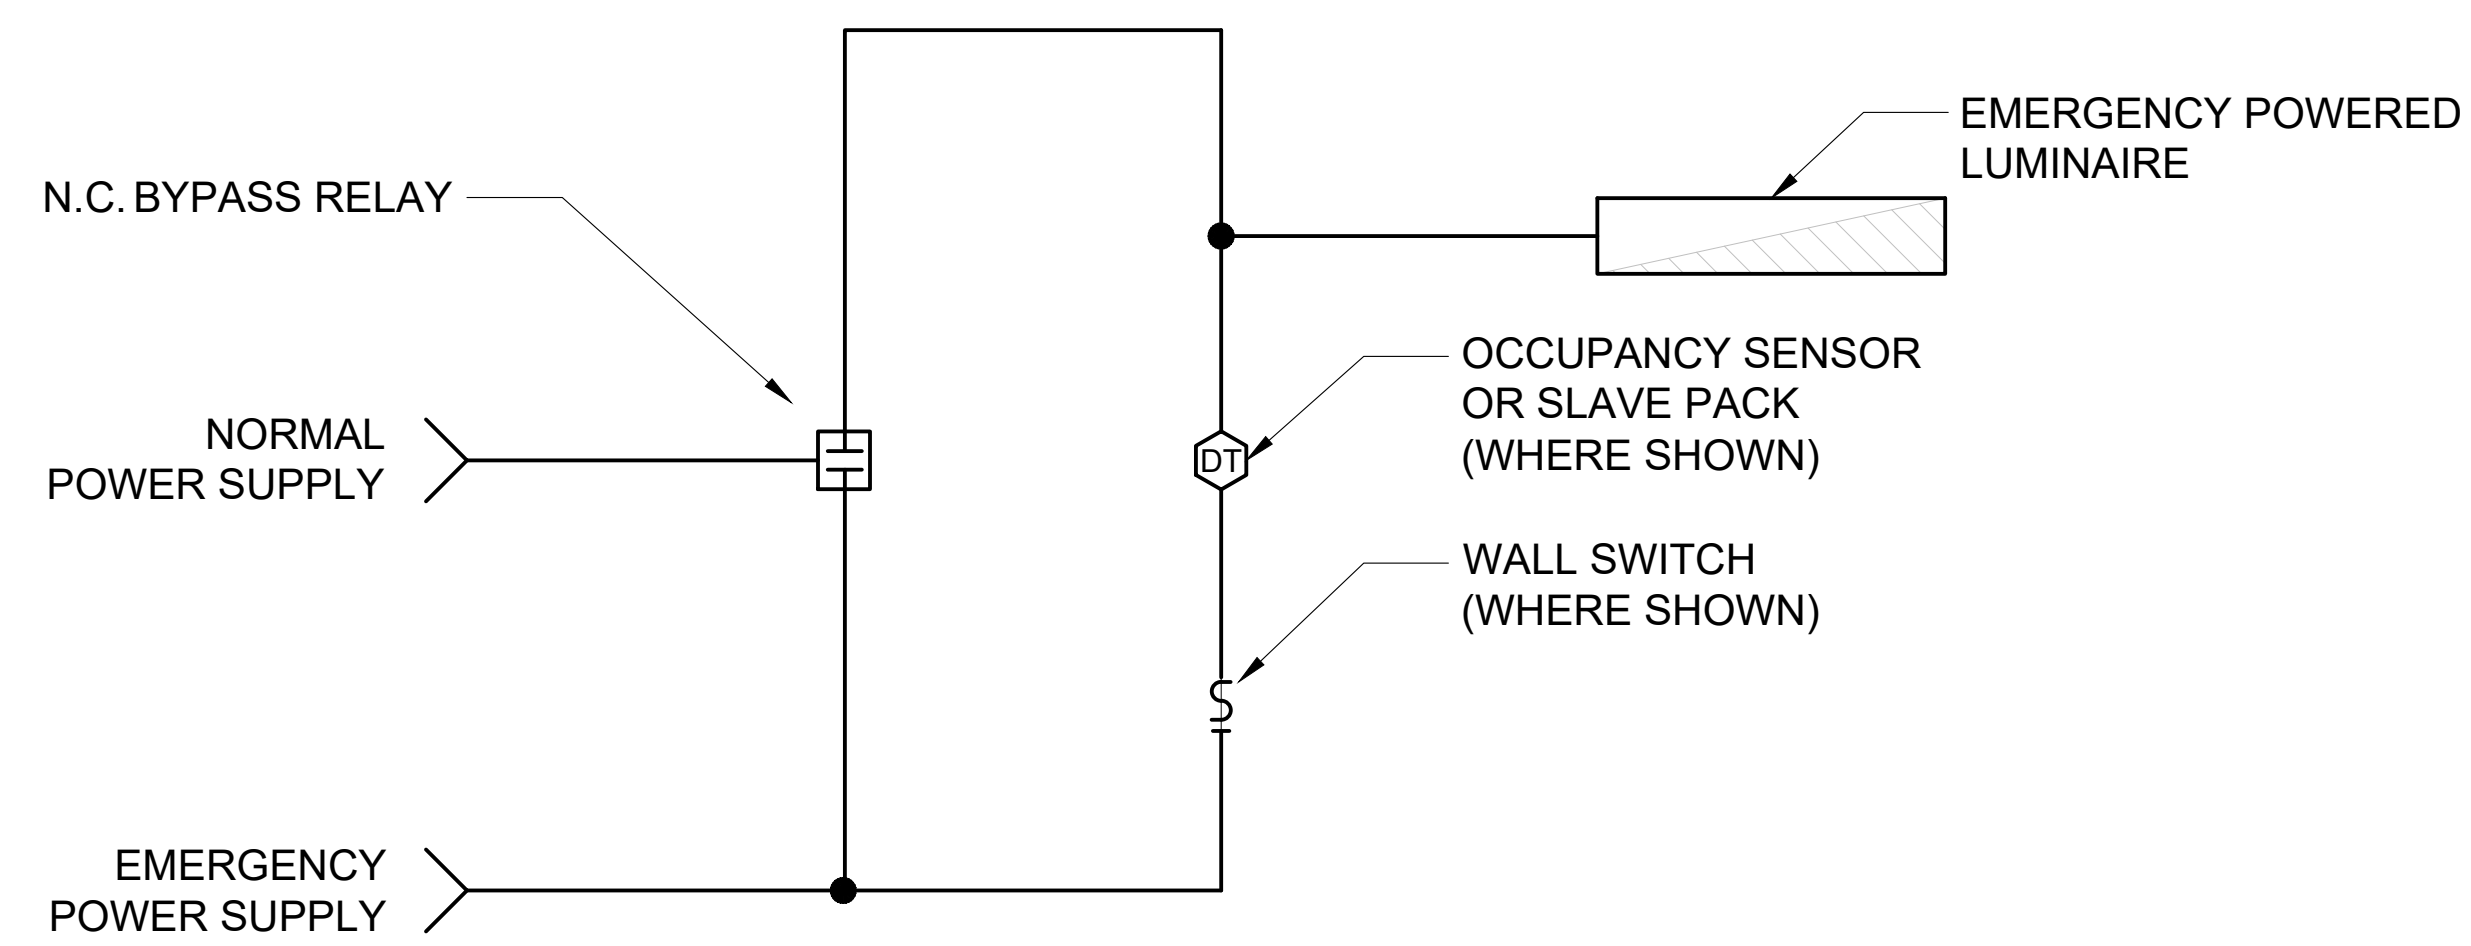 EMERGENCY POWERED
LUMINAIRE
N.C. BYPASS RELAY
OCCUPANCY SENSOR
OR SLAVE PACK
(WHERE SHOWN)
NORMAL
POWER SUPPLY
DT
WALL SWITCH
(WHERE SHOWN)
S
EMERGENCY
POWER SUPPLY